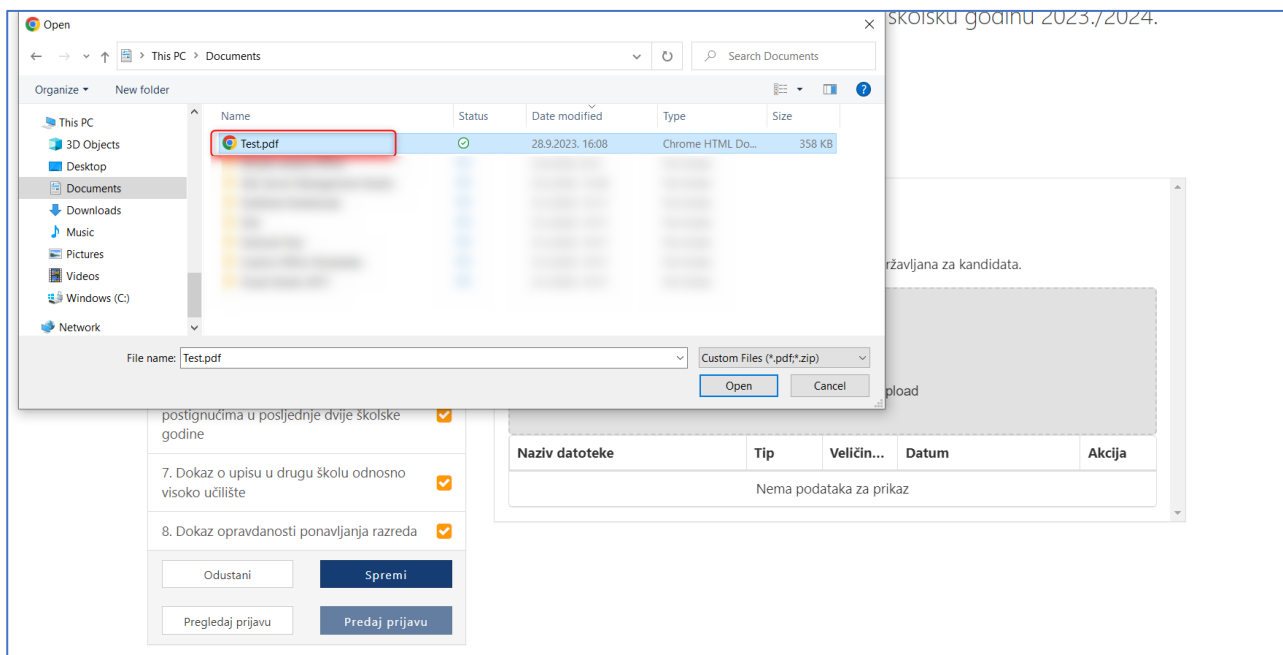 Open
školsku godinu 2023./2024.
This PC > Documents
Search Documents
Organize
New folder
Name Status Date modified Type Size
This PC
3D Objects
Desktop
Documents
Downloads
Music
Pictures
Videos
Windows (C:)
Network
Test.pdf 28.9.2023. 16:08 Chrome HTML Do... 358 KB
File name: Test.pdf
Custom Files (*.pdf;*.zip)
Open Cancel
ržavljana za kandidata.
pload
postignućima u posljednje dvije školske
godine
7. Dokaz o upisu u drugu školu odnosno
visoko učilište
8. Dokaz opravdanosti ponavljanja razreda
Odustani Spremi
Pregledaj prijavu Predaj prijavu
Naziv datoteke Tip Veličin... Datum Akcija
Nema podataka za prikaz